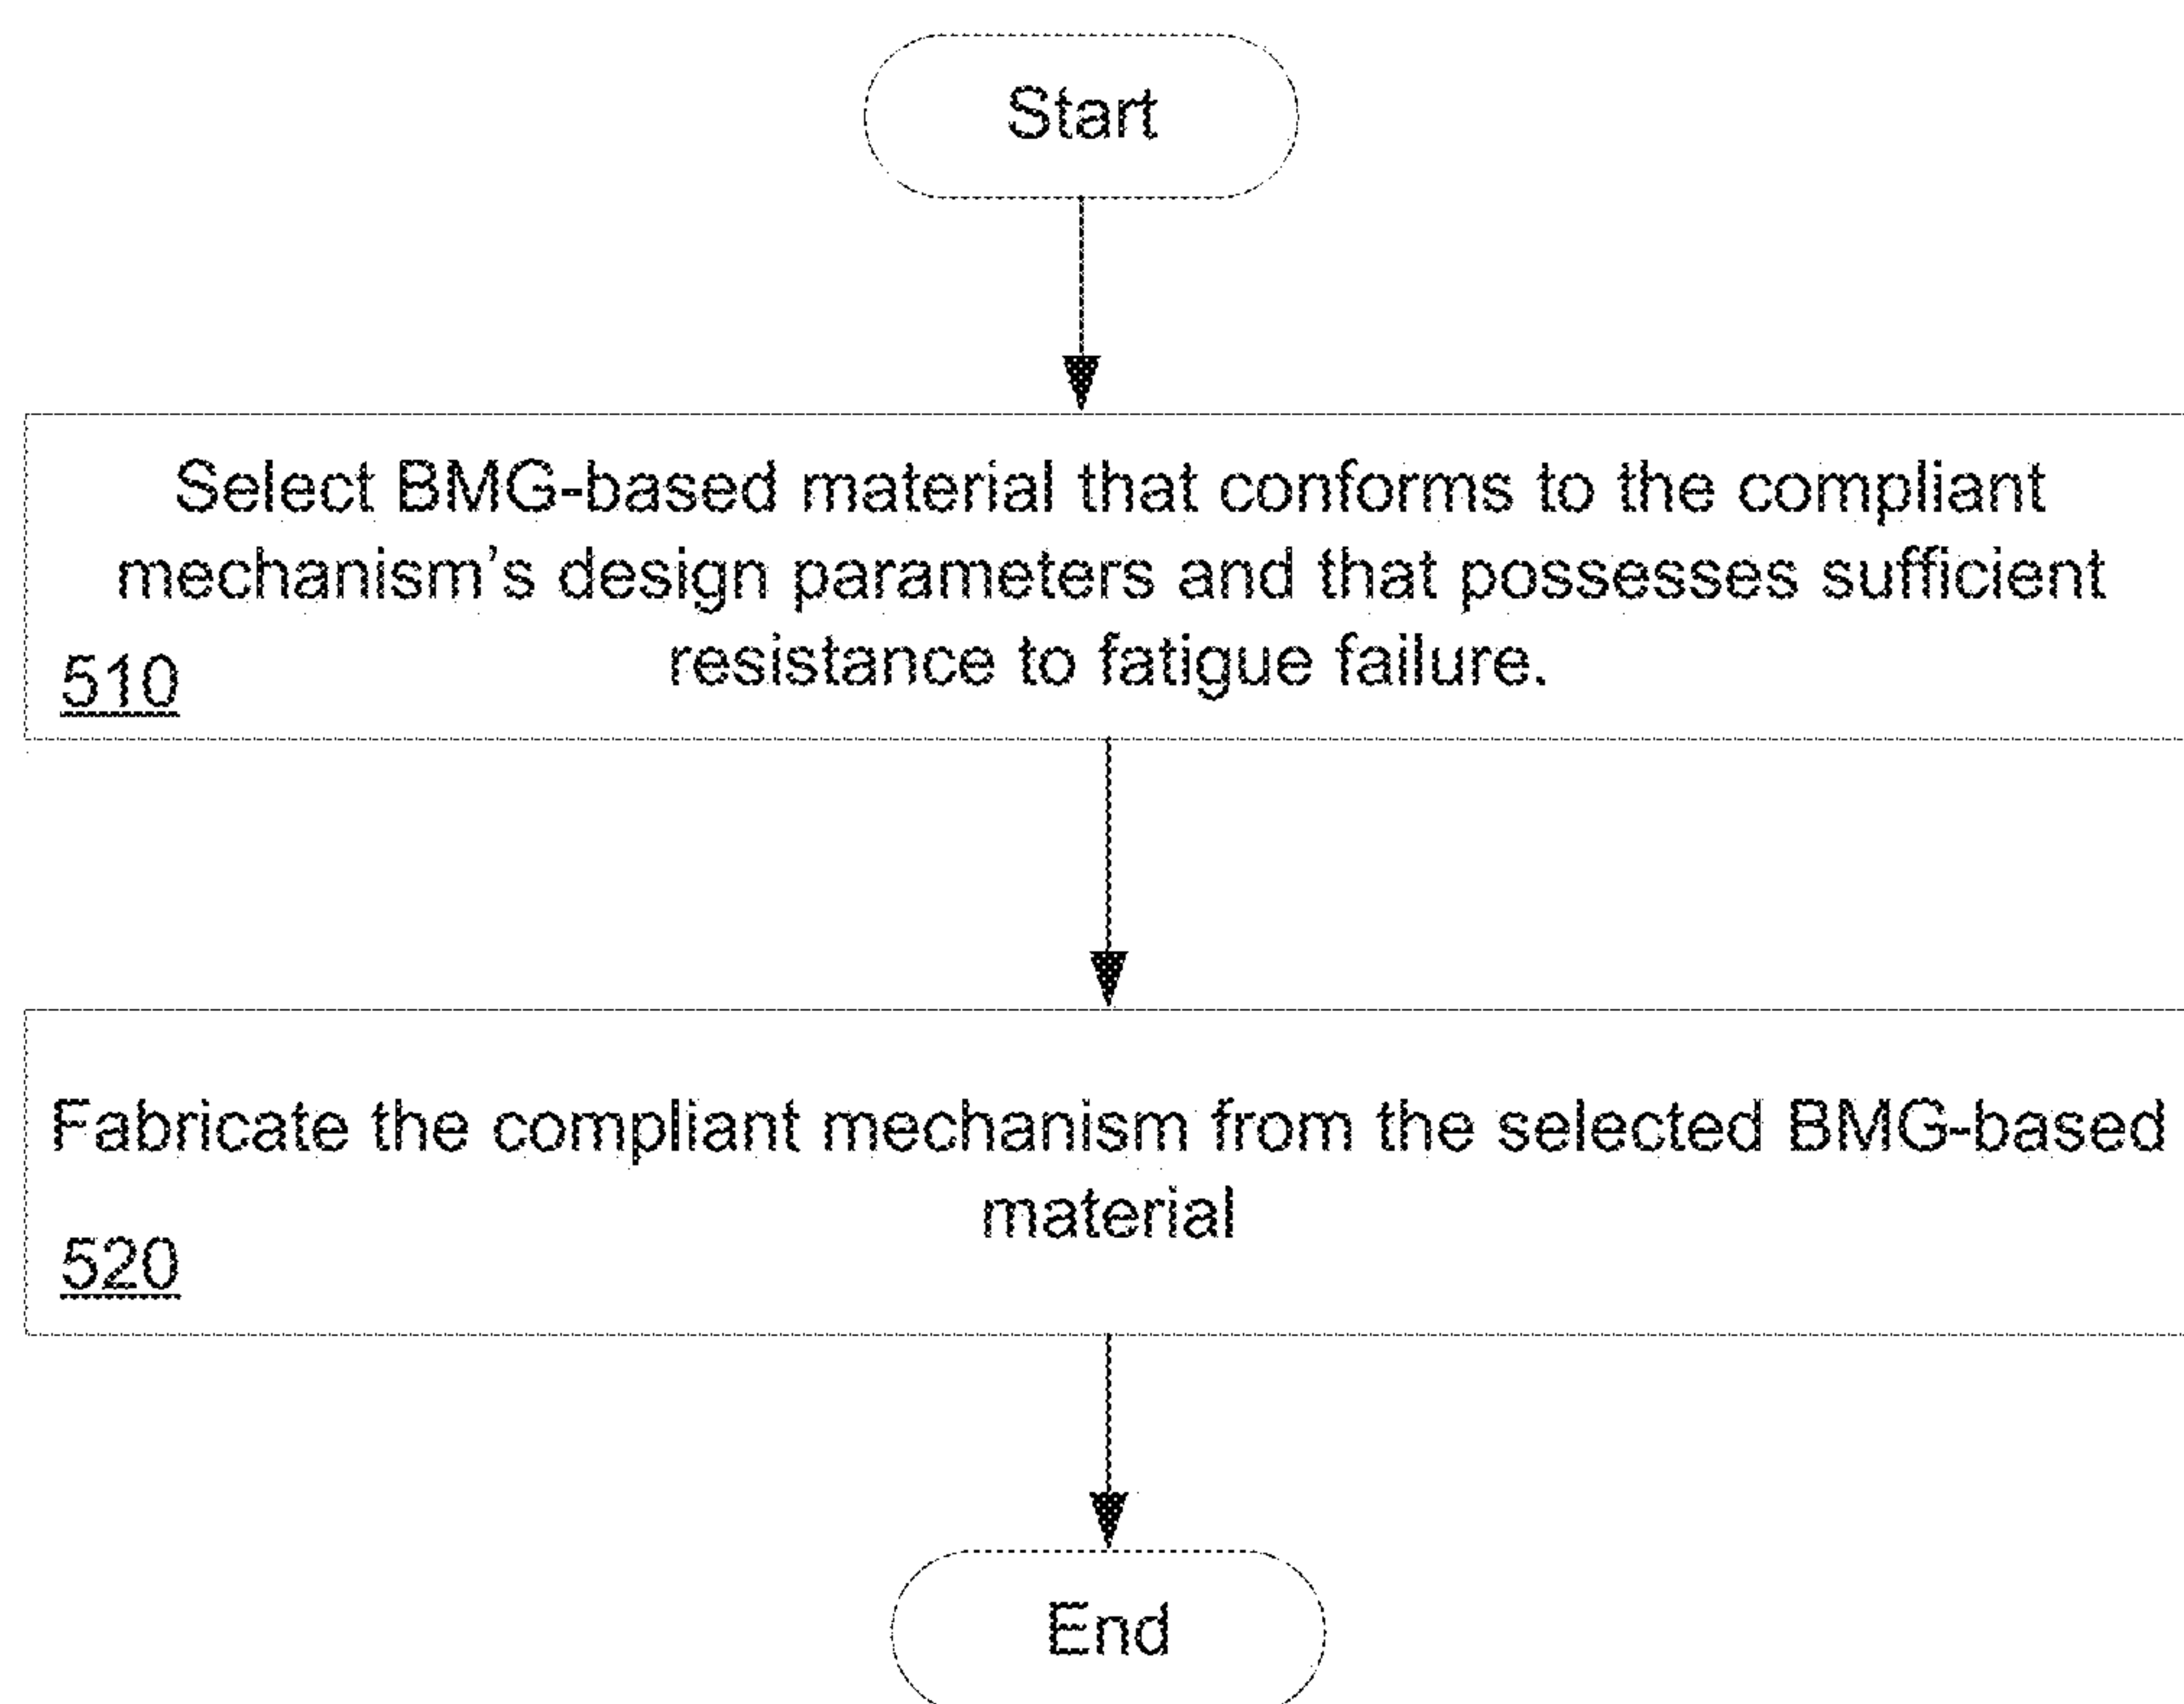 Start
Select BMG-based material that conforms to the compliant
mechanism's design parameters and that possesses sufficient
resistance to fatigue failure.
510
Fabricate the compliant mechanism from the selected BMG-based
material
520
End